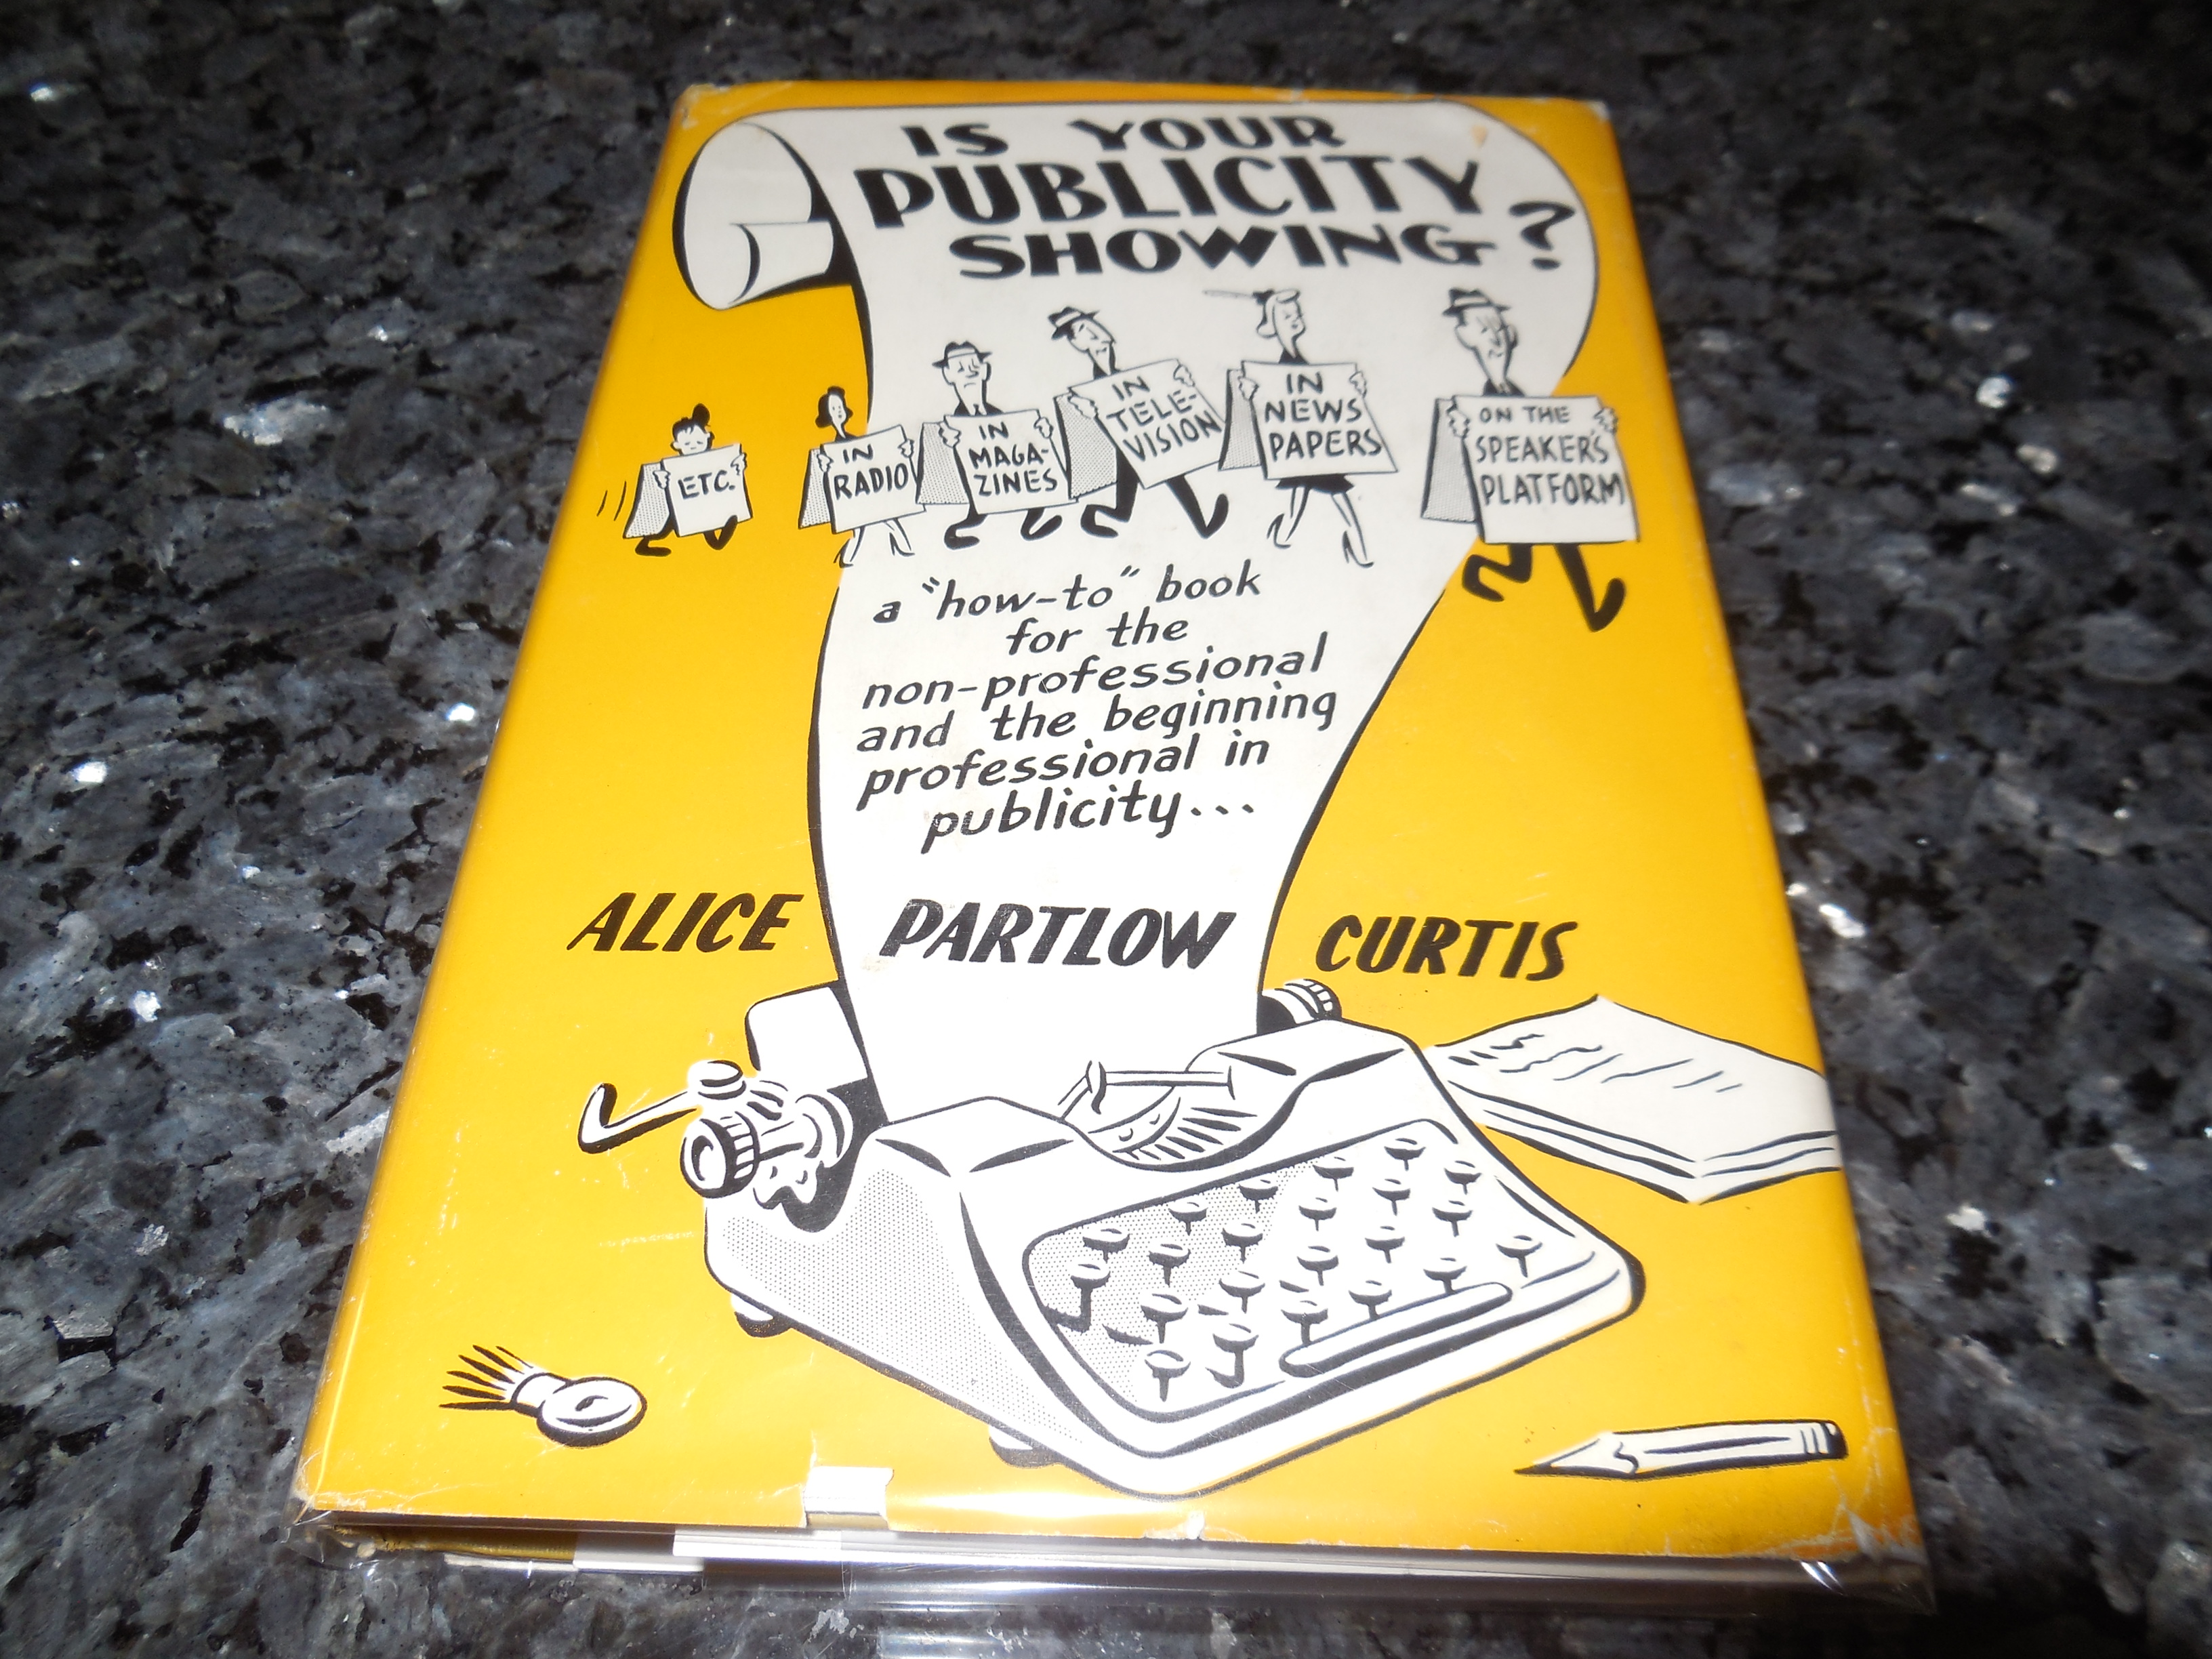 IS YOUR
PUBLICITY
SHOWING?
ETC.
IN
RADIO
IN
MAGA-
ZINES
IN
TELE-
VISION
IN
NEWS
PAPERS
ON THE
SPEAKER'S
PLATFORM
a "how-to" book
for the
non-professional
and the beginning
professional in
publicity...
ALICE PARTLOW CURTIS